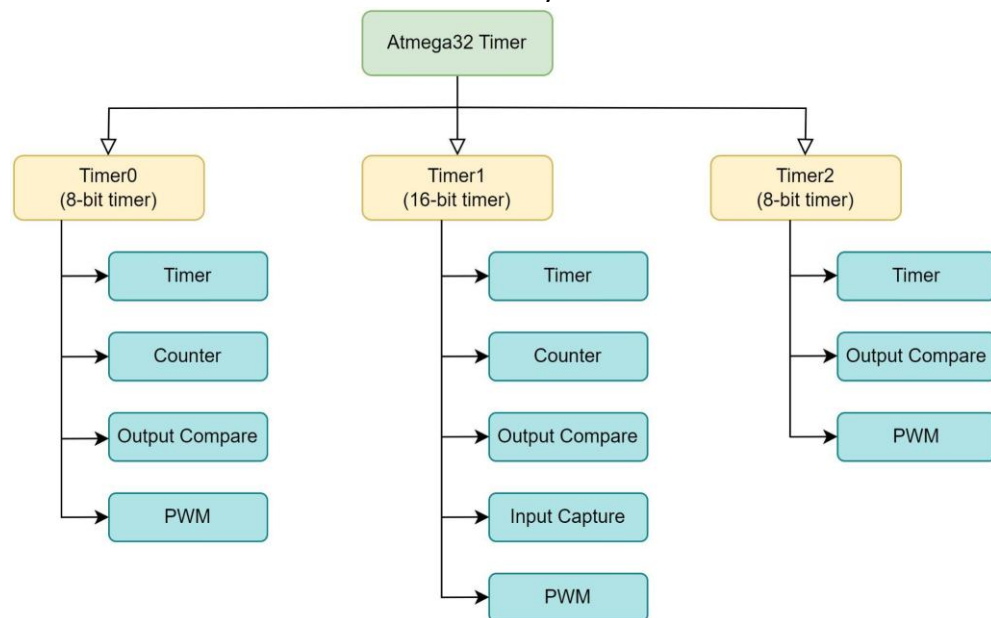 Atmega32 Timer
Timer0
(8-bit timer)
Timer
Counter
Output Compare
PWM
Timer1
(16-bit timer)
Timer
Counter
Output Compare
Input Capture
PWM
Timer2
(8-bit timer)
Timer
Output Compare
PWM